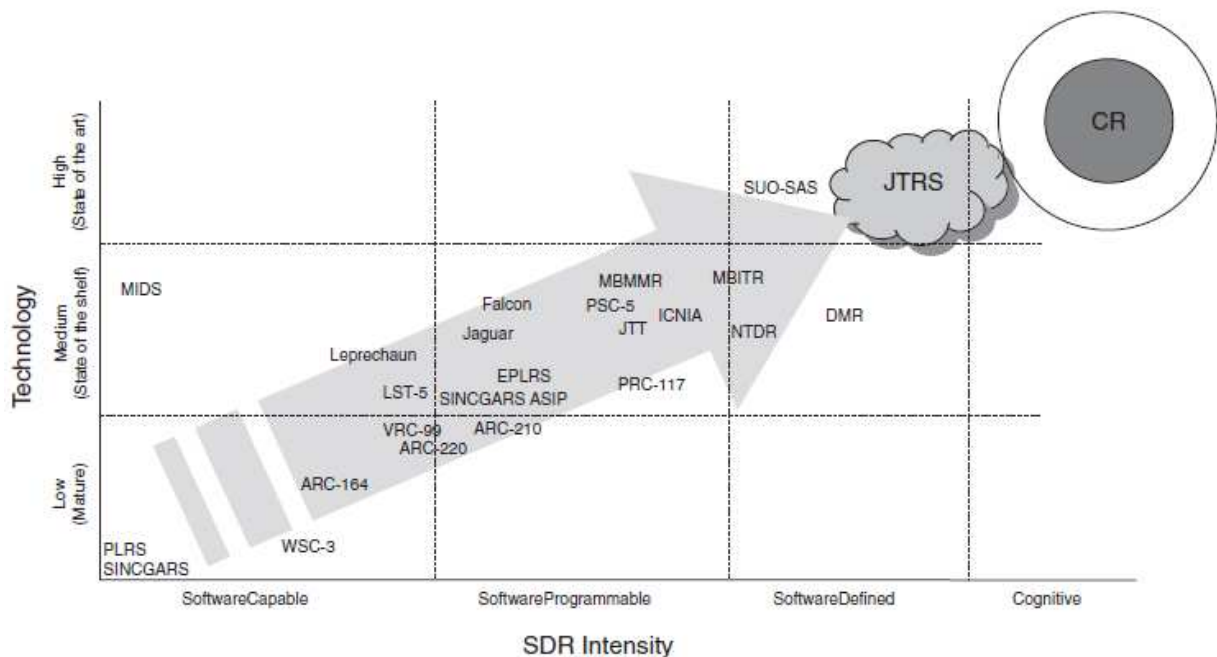 CR
High
(State of the art)
SUO-SAS
JTRS
Technology
Medium
(State of the shelf)
MIDS
MBMMR
MBITR
Falcon
PSC-5
ICNIA
DMR
Jaguar
JTT
NTDR
Leprechaun
EPLRS
PRC-117
LST-5
SINCGARS ASIP
Low
(Mature)
VRC-99
ARC-210
ARC-220
ARC-164
WSC-3
PLRS
SINCGARS
SoftwareCapable
SoftwareProgrammable
SoftwareDefined
Cognitive
SDR Intensity